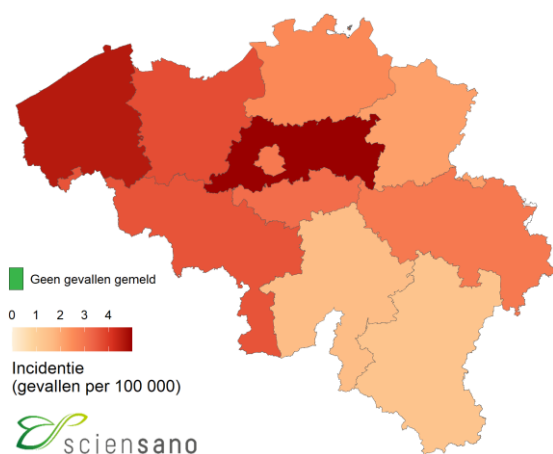 Geen gevallen gemeld
0 1 2 3 4
Incidentie
(gevallen per 100 000)
sciensano